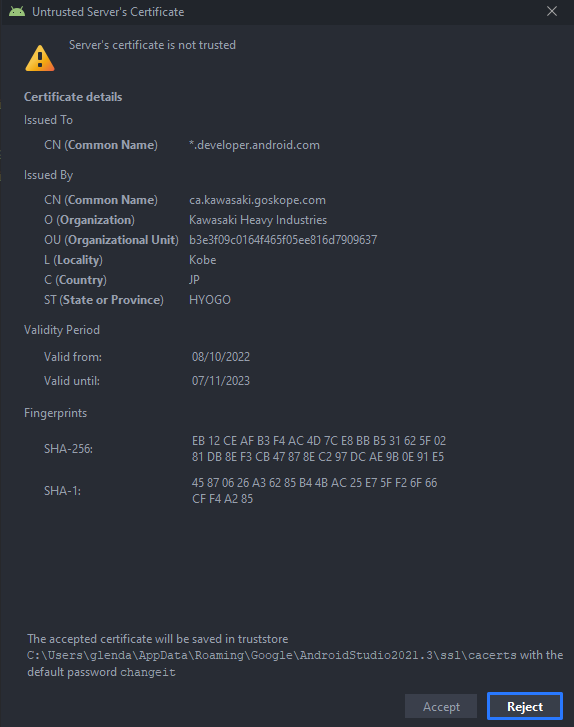 Untrusted Server's Certificate
Server's certificate is not trusted
Certificate details
Issued To
CN (Common Name) *.developer.android.com
Issued By
CN (Common Name) ca.kawasaki.goskope.com
O (Organization) Kawasaki Heavy Industries
OU (Organizational Unit) b3e3f09c0164f465f05ee816d7909637
L (Locality) Kobe
C (Country) JP
ST (State or Province) HYOGO
Validity Period
Valid from: 08/10/2022
Valid until: 07/11/2023
Fingerprints
SHA-256: EB 12 CE AF B3 F4 AC 4D 7C E8 BB B5 31 62 5F 02
81 DB 8E F3 CB 47 87 8E C2 97 DC AE 9B 0E 91 E5
SHA-1: 45 87 06 26 A3 62 85 B4 4B AC 25 E7 5F F2 6F 66
CF F4 A2 85
The accepted certificate will be saved in truststore
C:\Users\glenda\AppData\Roaming\Google\AndroidStudio2021.3\ssl\cacerts with the
default password changeit
Accept Reject